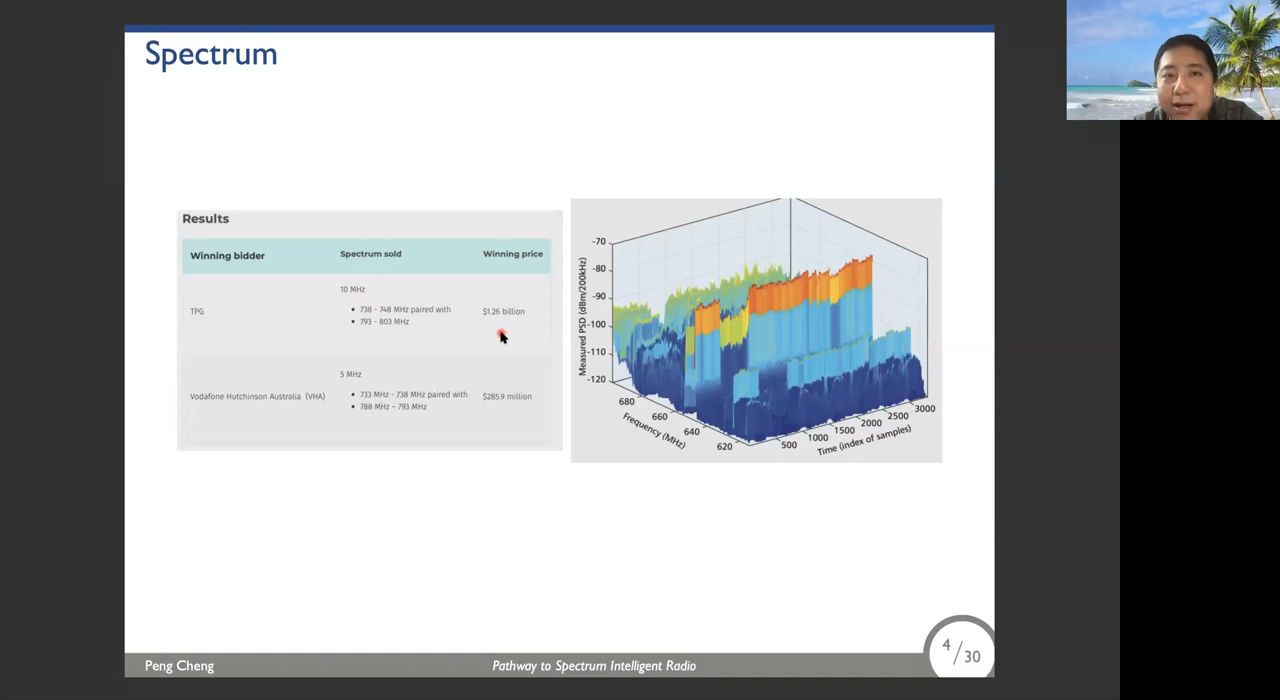 Spectrum
Results
Winning bidder Spectrum sold Winning price
10 MHz
TPG
• 738 - 748 MHz paired with
• 793 - 803 MHz
$1.26 billion
5 MHz
Vodafone Hutchinson Australia (VHA)
• 733 MHz - 738 MHz paired with
• 788 MHz – 793 MHz
$285.9 million
Measured PSD (dBm/200kHz)
-70
-80
-90
-100
-110
-120
680
660
640
620
Frequency (MHz)
500
1000
1500
2000
2500
3000
Time (index of samples)
Peng Cheng
Pathway to Spectrum Intelligent Radio
4/30